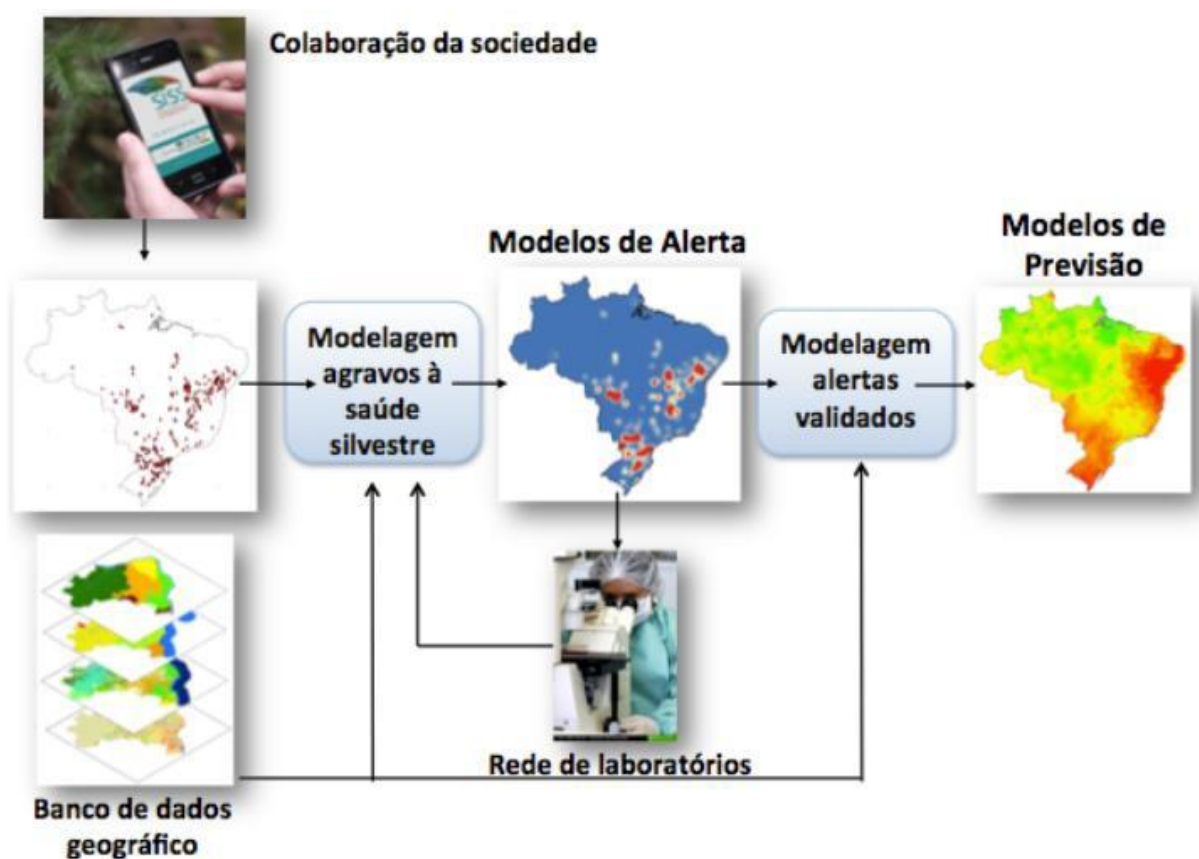 Colaboração da sociedade
SISS
Modelos de Alerta
Modelos de
Previsão
Modelagem
agravos à
saúde
silvestre
Modelagem
alertas
validados
Rede de laboratórios
Banco de dados
geográfico